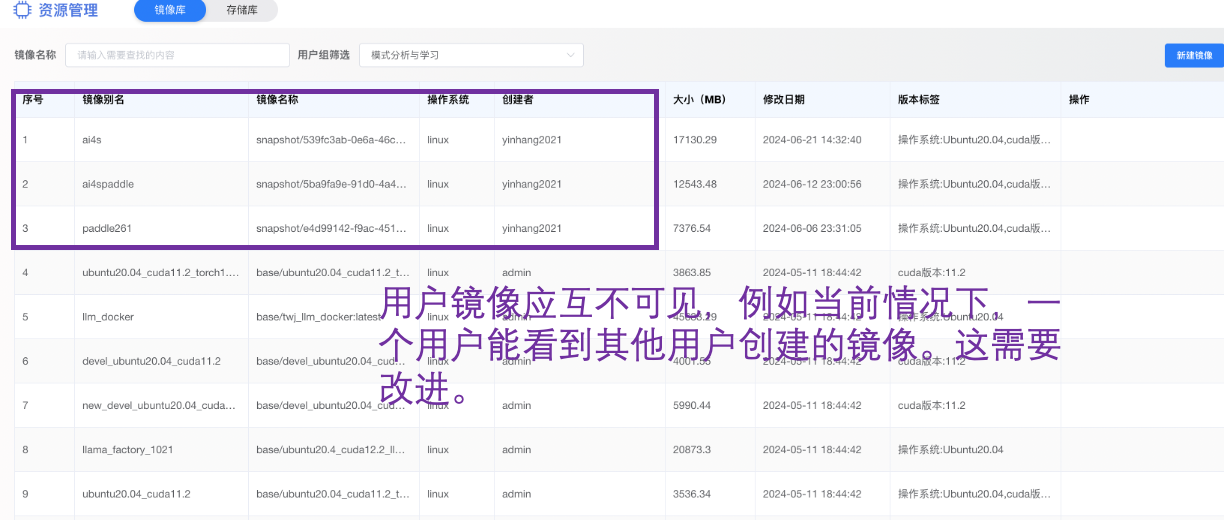 资源管理 镜像库 存储库
镜像名称 请输入需要查找的内容 用户组筛选 模式分析与学习 新建镜像
序号 镜像别名 镜像名称 操作系统 创建者 大小（MB） 修改日期 版本标签 操作
1 ai4s snapshot/539fc3ab-0e6a-46c... linux yinhang2021 17130.29 2024-06-21 14:32:40 操作系统:Ubuntu20.04,cuda版...
2 ai4spaddle snapshot/5ba9fa9e-91d0-4a4... linux yinhang2021 12543.48 2024-06-12 23:00:56 操作系统:Ubuntu20.04,cuda版...
3 paddle261 snapshot/e4d99142-f9ac-451... linux yinhang2021 7376.54 2024-06-06 23:31:05 操作系统:Ubuntu20.04,cuda版...
4 ubuntu20.04_cuda11.2_torch1.... base/ubuntu20.04_cuda11.2_t... linux admin 3863.85 2024-05-11 18:44:42 cuda版本:11.2
用户镜像应互不可见，例如当前情况下，一
5 llm_docker base/twj_llm_docker:latest linux admin 2024-05-11 18:44:42 操作系统:Ubuntu20.04
个用户能看到其他用户创建的镜像。这需要
6 devel_ubuntu20.04_cuda11.2 base/devel_ubuntu20.04_cud... linux admin 4001.55 2024-05-11 18:44:42 cuda版本:11.2
改进。
7 new_devel_ubuntu20.04_cuda... base/devel_ubuntu20.04_cud... linux admin 5990.44 2024-05-11 18:44:42 cuda版本:11.2
8 llama_factory_1021 base/ubuntu20.4_cuda12.2_ll... linux admin 20873.3 2024-05-11 18:44:42 操作系统:Ubuntu20.04
9 ubuntu20.04_cuda11.2 base/ubuntu20.04_cuda11.2_t... linux admin 3536.34 2024-05-11 18:44:42 操作系统:Ubuntu20.04,cuda版...